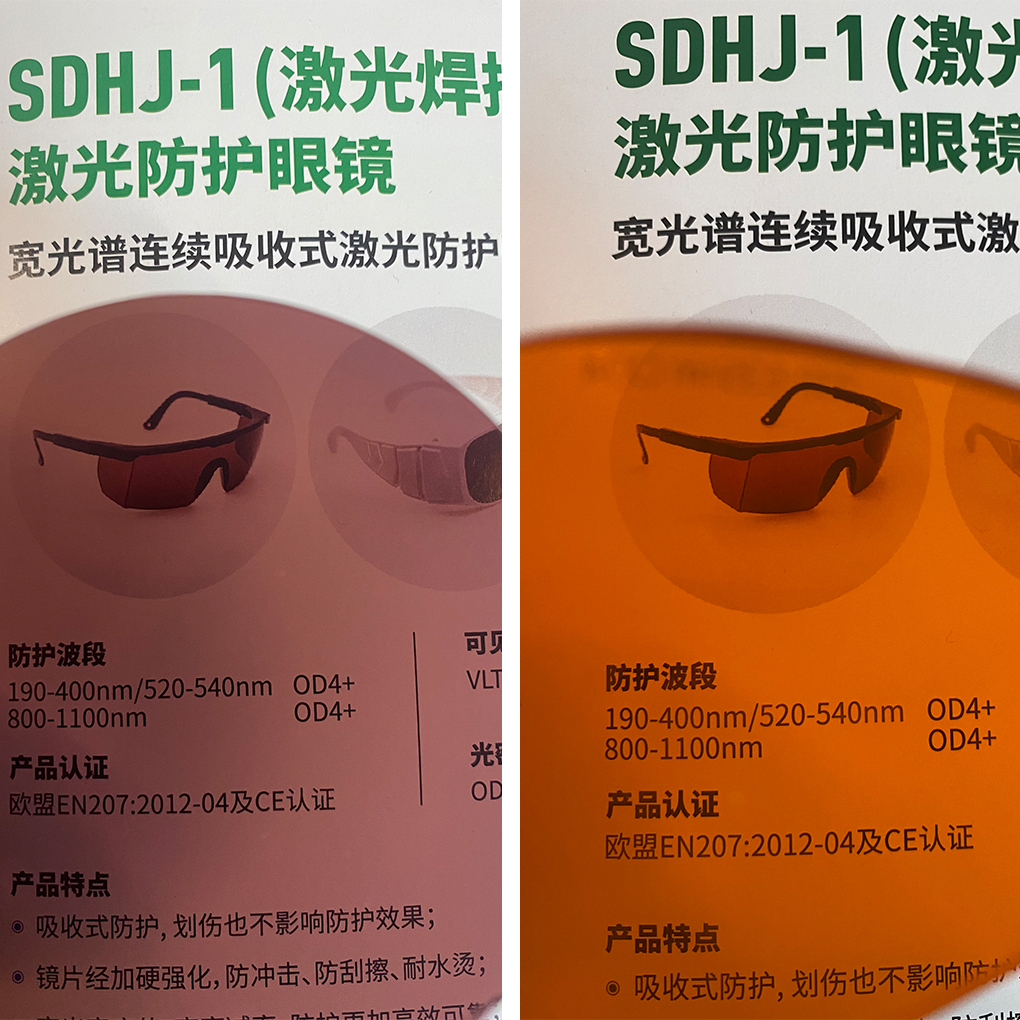 SDHJ-1(激光焊
激光防护眼镜
宽光谱连续吸收式激光防护
防护波段
190-400nm/520-540nm OD4+
800-1100nm OD4+
产品认证
欧盟EN207:2012-04及CE认证
可见
VLT
光密
OD
产品特点
吸收式防护，划伤也不影响防护效果；
镜片经加硬强化，防冲击、防刮擦、耐水烫；
SDHJ-1(激光
激光防护眼镜
宽光谱连续吸收式激
防护波段
190-400nm/520-540nm OD4+
800-1100nm OD4+
产品认证
欧盟EN207:2012-04及CE认证
产品特点
吸收式防护，划伤也不影响防护